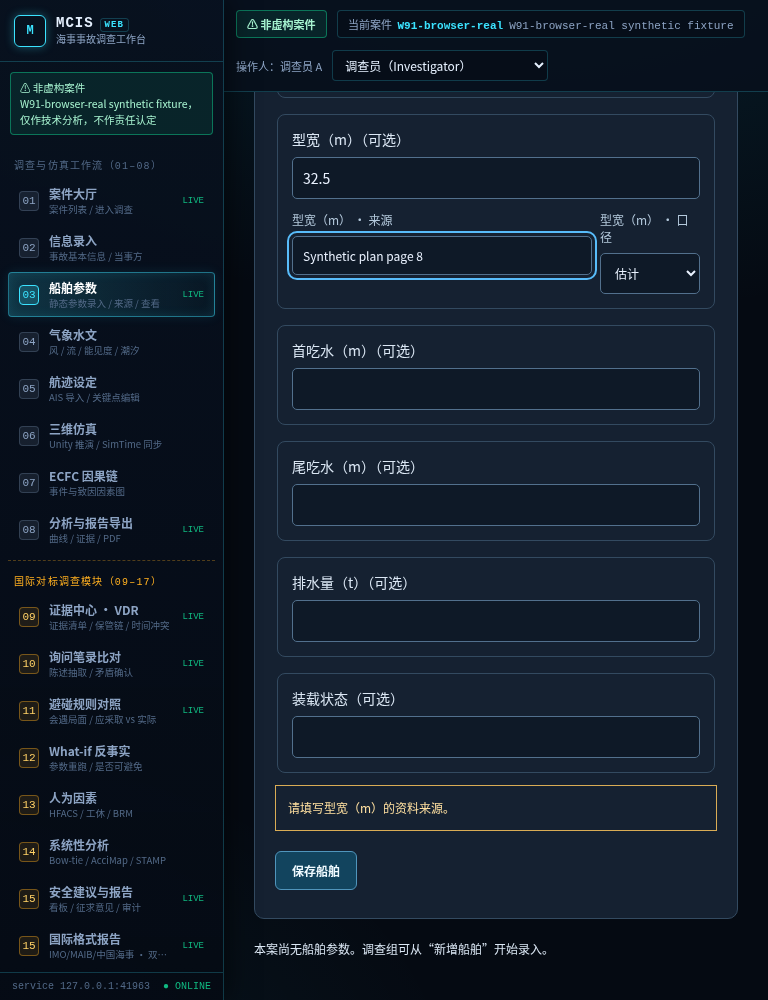 M
MCIS WEB
海事事故调查工作台
⚠ 非虚构案件
W91-browser-real synthetic fixture，
仅作技术分析，不作责任认定
调查与仿真工作流（01–08）
01 案件大厅 LIVE
案件列表 / 进入调查
02 信息录入
事故基本信息 / 当事方
03 船舶参数 LIVE
静态参数录入 / 来源 / 查看
04 气象水文
风 / 流 / 能见度 / 潮汐
05 航迹设定
AIS 导入 / 关键点编辑
06 三维仿真
Unity 推演 / SimTime 同步
07 ECFC 因果链
事件与致因因素图
08 分析与报告导出 LIVE
曲线 / 证据 / PDF
国际对标调查模块（09–17）
09 证据中心 · VDR LIVE
证据清单 / 保管链 / 时间冲突
10 询问笔录比对 LIVE
陈述抽取 / 矛盾确认
11 避碰规则对照 LIVE
会遇局面 / 应采取 vs 实际
12 What-if 反事实
参数重跑 / 是否可避免
13 人为因素
HFACS / 工休 / BRM
14 系统性分析
Bow-tie / AcciMap / STAMP
15 安全建议与报告 LIVE
看板 / 征求意见 / 审计
15 国际格式报告 LIVE
IMO/MAIB/中国海事 · 双…
service 127.0.0.1:41963 ● ONLINE
⚠ 非虚构案件
当前案件 W91-browser-real W91-browser-real synthetic fixture
操作人：调查员 A
调查员（Investigator）
型宽（m）（可选）
32.5
型宽（m） · 来源
Synthetic plan page 8
型宽（m） · 口
径
估计
首吃水（m）（可选）
尾吃水（m）（可选）
排水量（t）（可选）
装载状态（可选）
请填写型宽（m）的资料来源。
保存船舶
本案尚无船舶参数。调查组可从“新增船舶”开始录入。